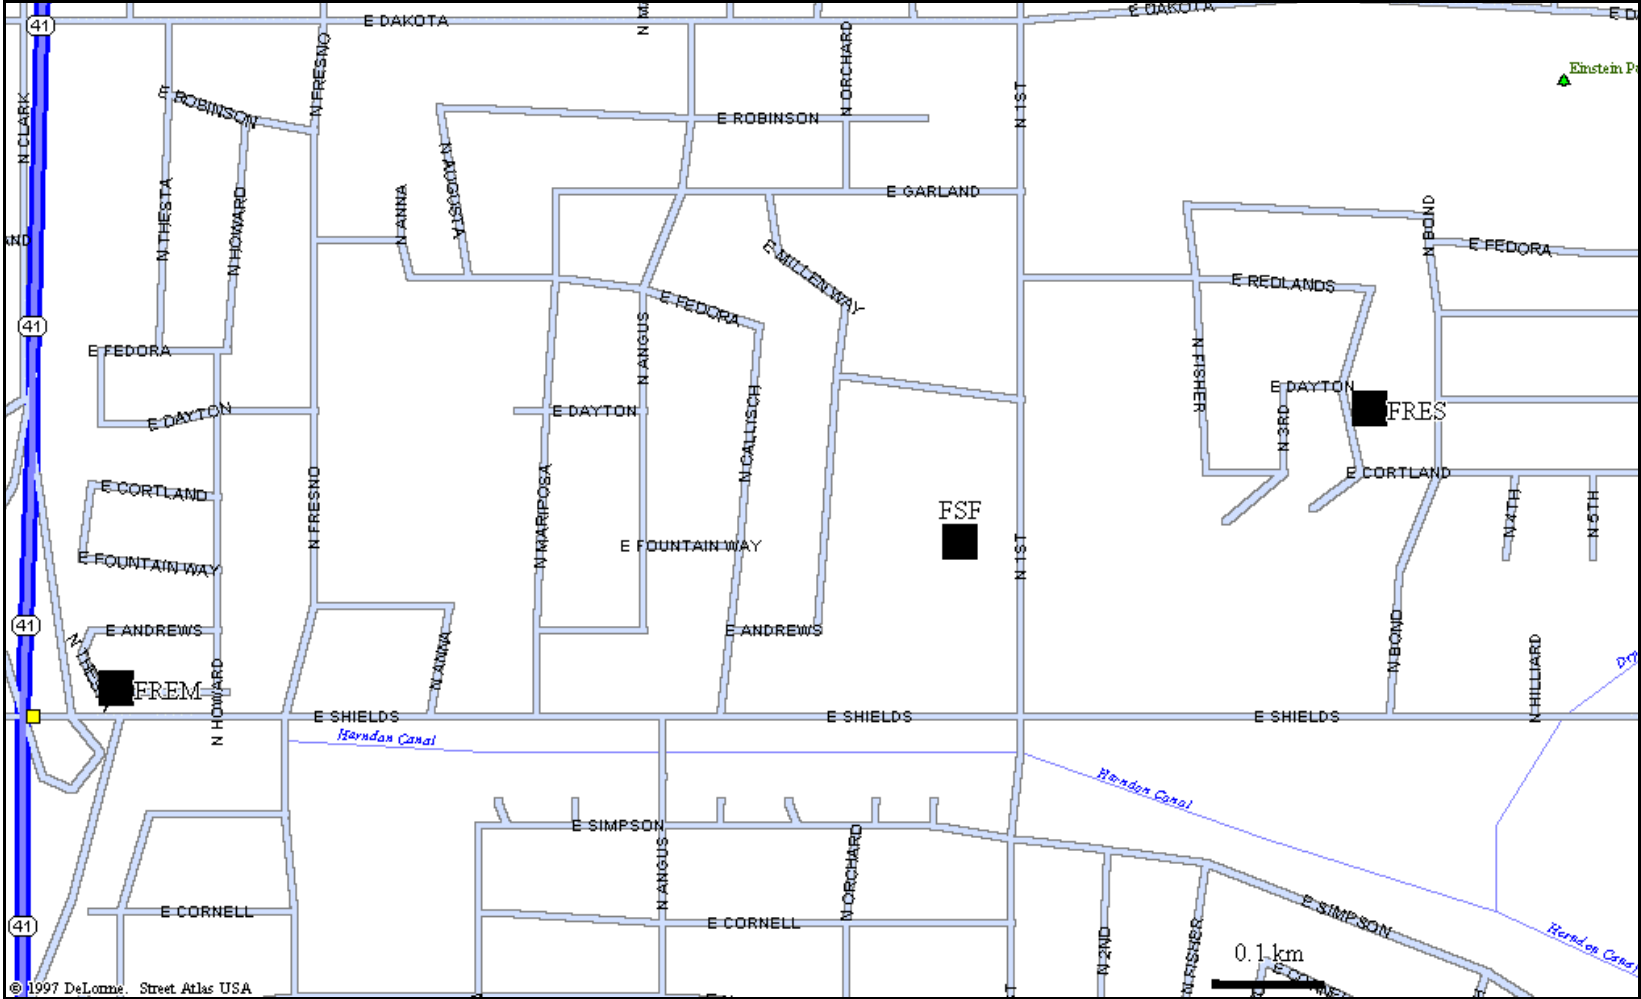 41
E DAKOTA
E DAKOTA
N CLARK
N FRESNO
N ORCHARD
N 1ST
Einstein
E ROBINSON
E ROBINSON
N THESTA
N HOWARD
N ANNA
N AUGUSTA
E GARLAND
E MILLEN WAY
N BOND
E FEDORA
E REDLANDS
41
E FEDORA
E FEDORA
N ANGUS
N FISHER
E DAYTON
E DAYTON
E DAYTON
N CALLYSCH
N 3RD
FRES
E CORTLAND
E CORTLAND
N FRESNO
N MARIPOSA
FSF
N 1ST
N 4TH
N 5TH
E FOUNTAIN WAY
E FOUNTAIN WAY
41
E ANDREWS
E ANDREWS
N ANNA
N BOND
N HILLIARD
FREM
N HOWARD
E SHIELDS
E SHIELDS
E SHIELDS
Herndon Canal
Herndon Canal
E SIMPSON
N ANGUS
N ORCHARD
E CORNELL
E CORNELL
E SIMPSON
41
N 2ND
N FISHER
0.1 km
Herndon Canal
© 1997 DeLorme. Street Atlas USA